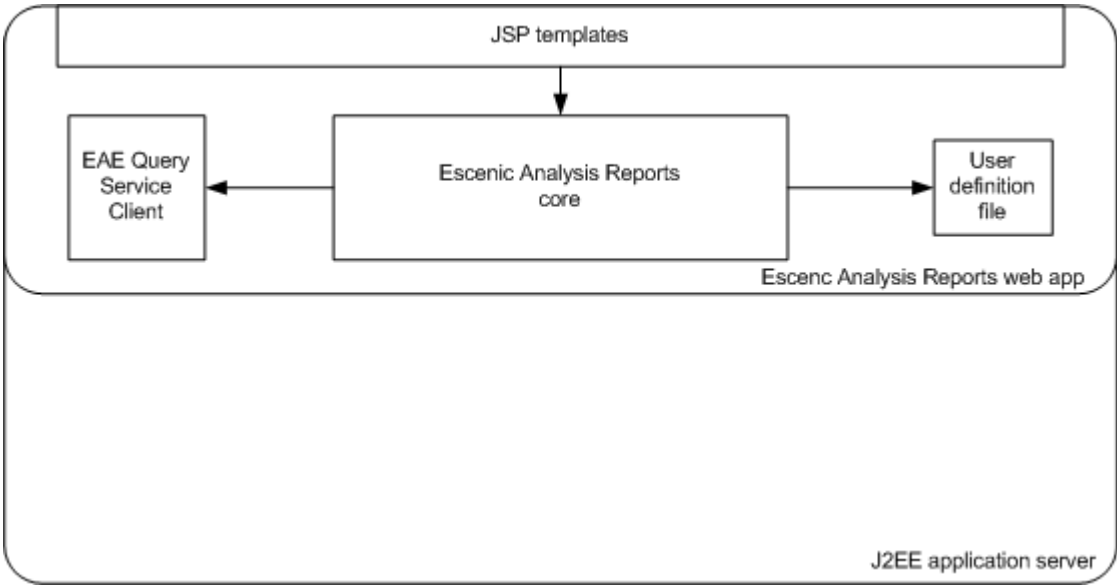 JSP templates
EAE Query
Service
Client
Escenic Analysis Reports
core
User
definition
file
Escenc Analysis Reports web app
J2EE application server